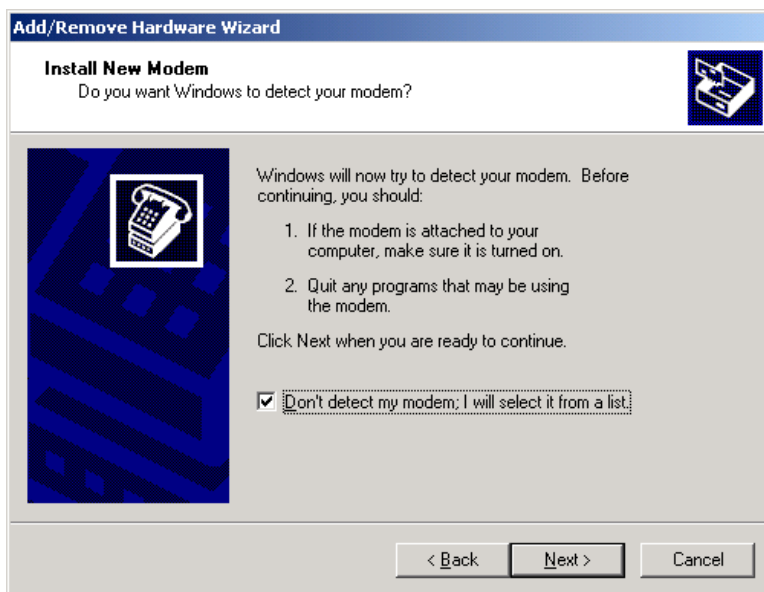 Add/Remove Hardware Wizard
Install New Modem
Do you want Windows to detect your modem?
Windows will now try to detect your modem. Before
continuing, you should:
1. If the modem is attached to your
computer, make sure it is turned on.
2. Quit any programs that may be using
the modem.
Click Next when you are ready to continue.
Don't detect my modem; I will select it from a list.
< Back
Next >
Cancel